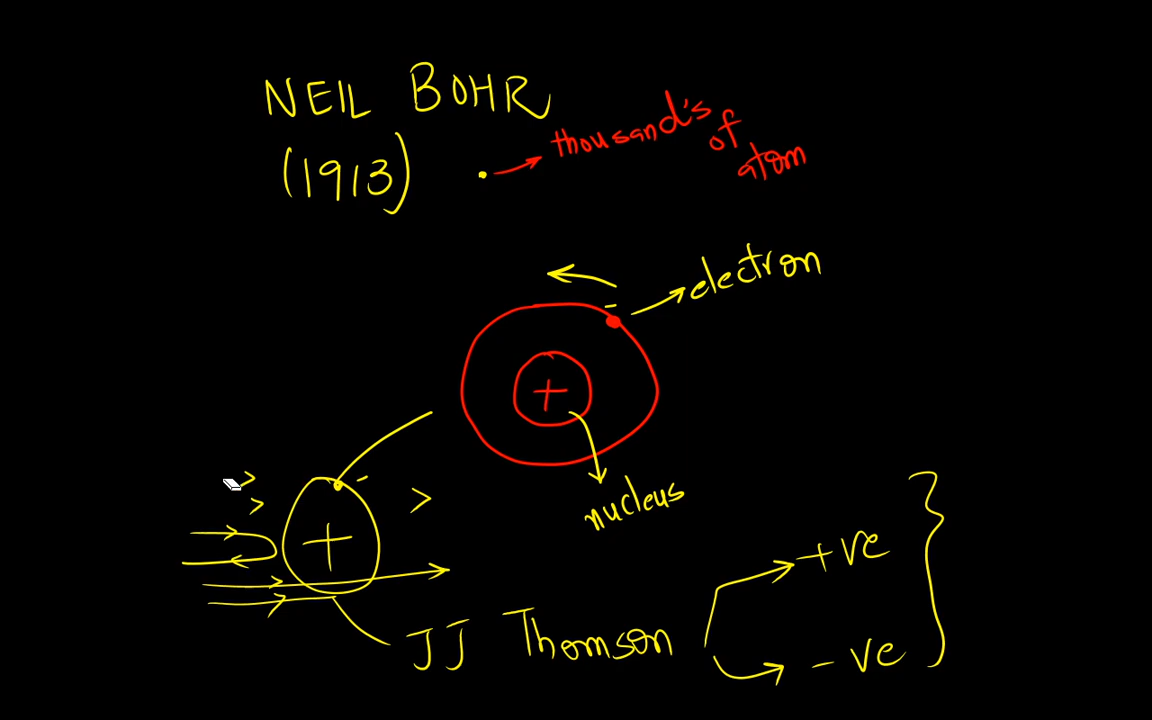 NEIL BOHR
(1913)
thousand's
of
atom
electron
+
nucleus
+
+ve
JJ Thomson
- ve